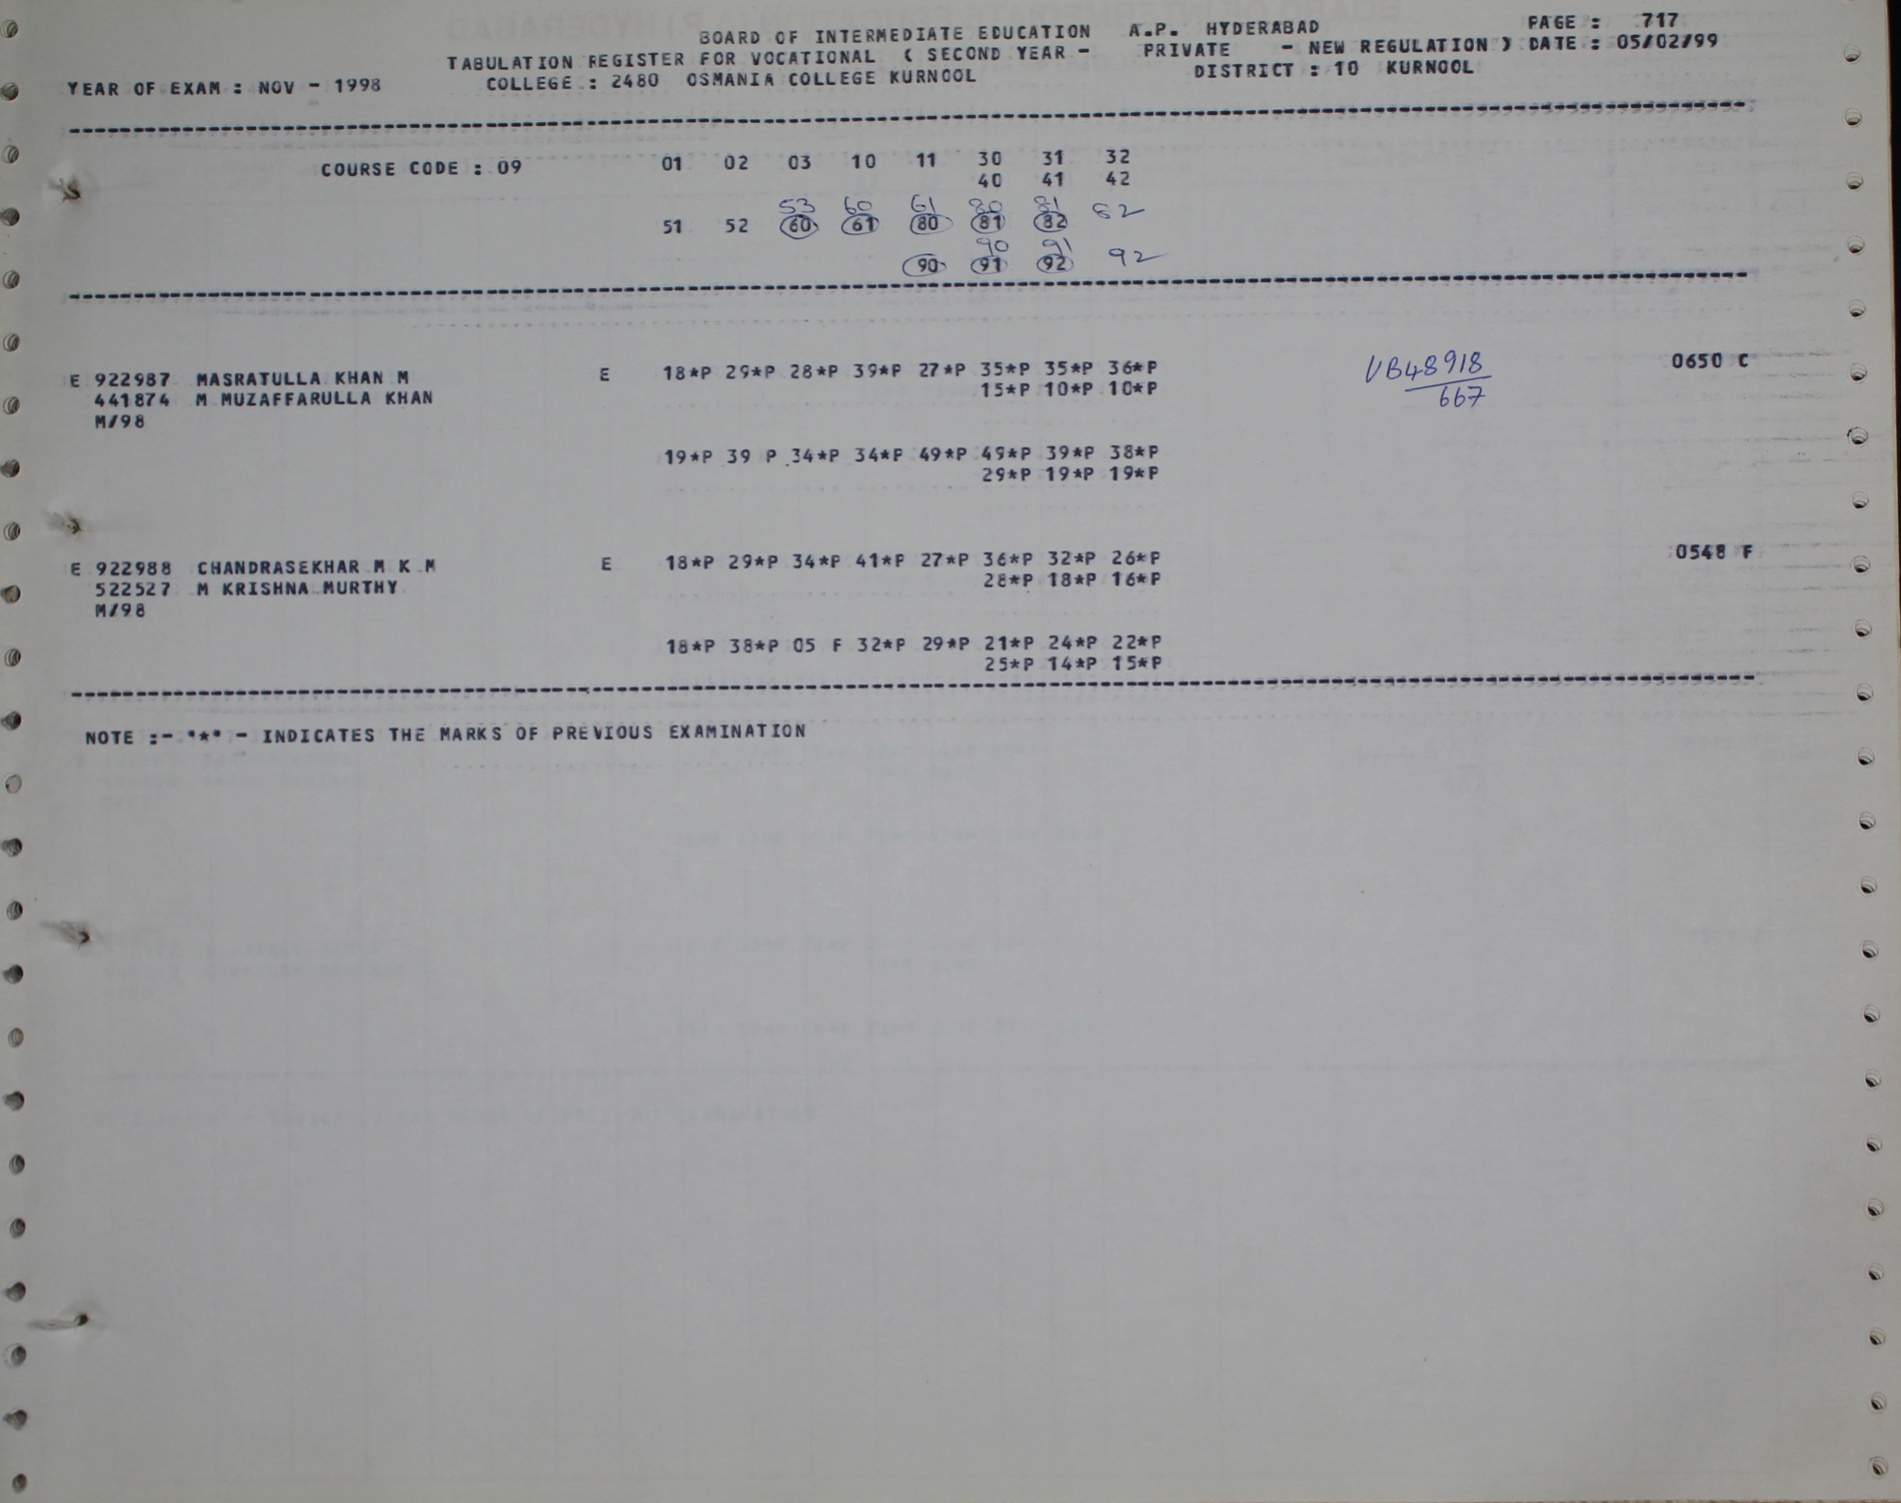 BOARD OF INTERMEDIATE EDUCATION A.P. HYDERABAD PAGE : 717
TABULATION REGISTER FOR VOCATIONAL ( SECOND YEAR - PRIVATE - NEW REGULATION ) DATE : 05/02/99
YEAR OF EXAM : NOV - 1998 COLLEGE : 2480 OSMANIA COLLEGE KURNOOL DISTRICT : 10 KURNOOL
COURSE CODE : 09 01 02 03 10 11 30 31 32
40 41 42
53 60 61 80 81 82
51 52 60 61 80 81 82
90 91 92
90 91 92
E 922987 MASRATULLA KHAN M E 18*P 29*P 28*P 39*P 27*P 35*P 35*P 36*P VB48918 0650 C
441874 M MUZAFFARULLA KHAN 15*P 10*P 10*P 667
M/98
19*P 39 P 34*P 34*P 49*P 49*P 39*P 38*P
29*P 19*P 19*P
E 922988 CHANDRASEKHAR M K M E 18*P 29*P 34*P 41*P 27*P 36*P 32*P 26*P 0548 F
522527 M KRISHNA MURTHY 28*P 18*P 16*P
M/98
18*P 38*P 05 F 32*P 29*P 21*P 24*P 22*P
25*P 14*P 15*P
NOTE :- "*" - INDICATES THE MARKS OF PREVIOUS EXAMINATION